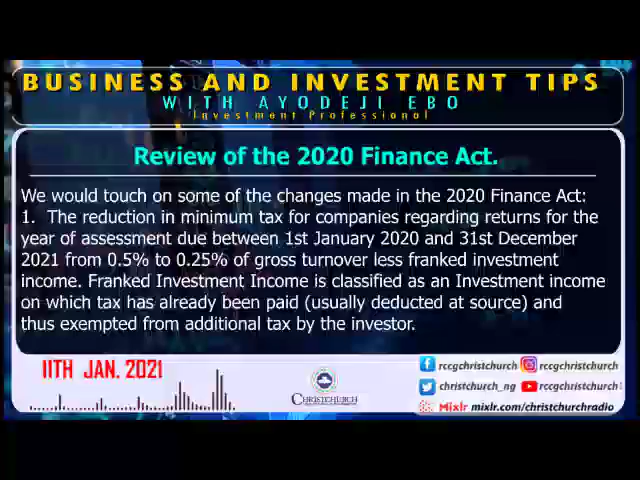 BUSINESS AND INVESTMENT TIPS
WITH AYODEJI EBO
Investment Professional
Review of the 2020 Finance Act.
We would touch on some of the changes made in the 2020 Finance Act:
1. The reduction in minimum tax for companies regarding returns for the
year of assessment due between 1st January 2020 and 31st December
2021 from 0.5% to 0.25% of gross turnover less franked investment
income. Franked Investment Income is classified as an Investment income
on which tax has already been paid (usually deducted at source) and
thus exempted from additional tax by the investor.
11TH JAN. 2021
CHRISTCHURCH
rccgchristchurch
rccgchristchurch
christchurch_ng
rccgchristchurch
Mixlr mixlr.com/christchurchradio